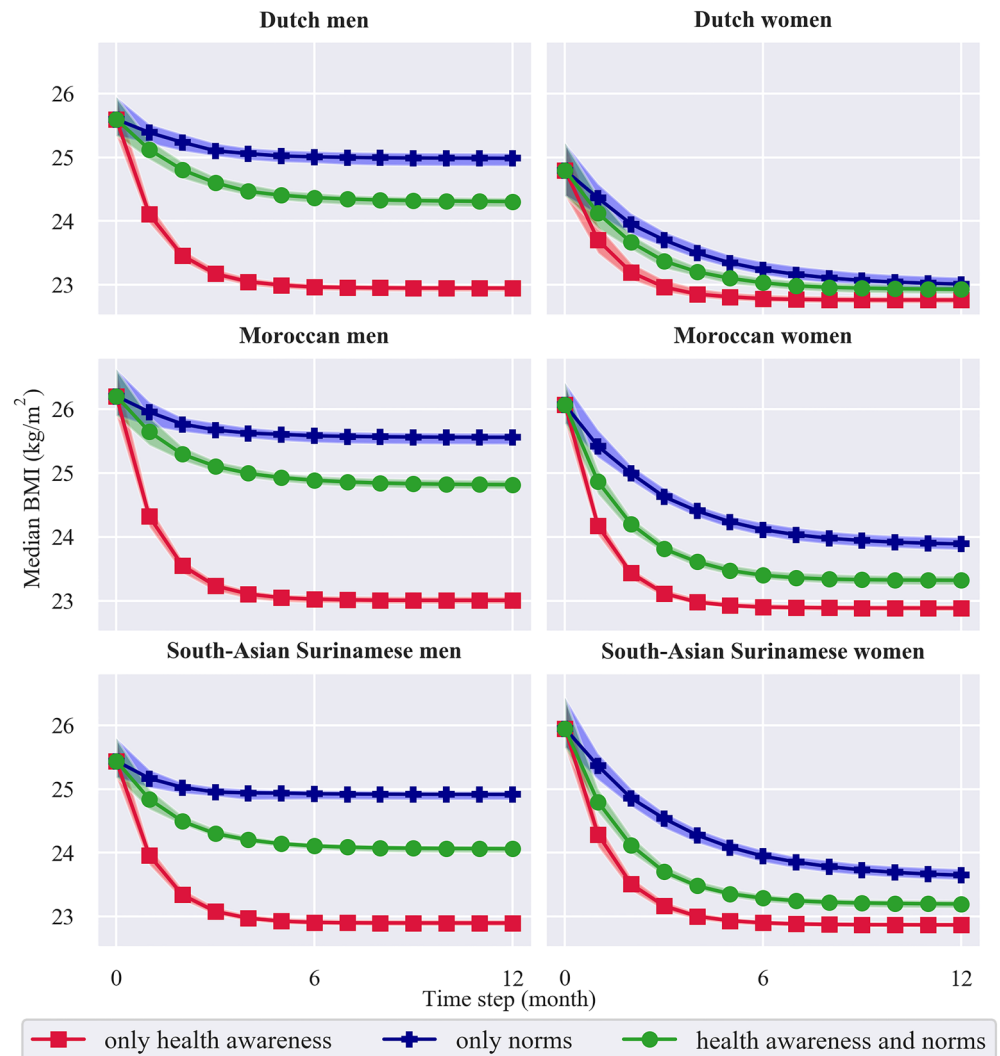 Dutch men
Dutch women
26
25
24
23
Moroccan men
Moroccan women
26
25
24
23
Median BMI (kg/m²)
South-Asian Surinamese men
South-Asian Surinamese women
26
25
24
23
0 6 12
0 6 12
Time step (month)
only health awareness only norms health awareness and norms